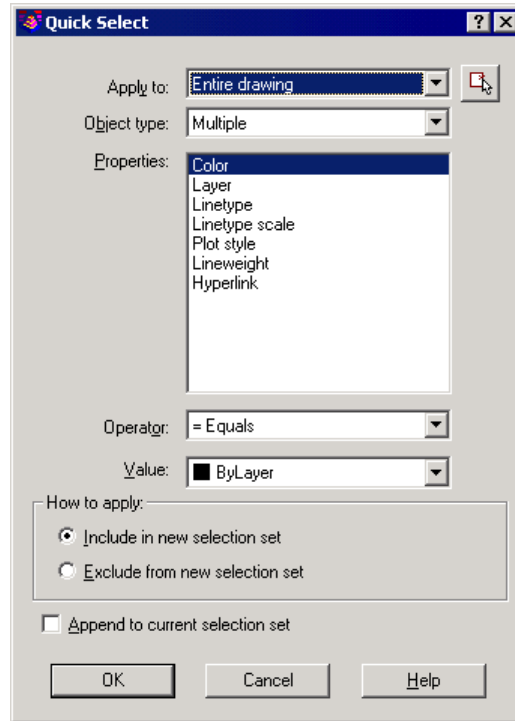 Quick Select
Apply to: Entire drawing
Object type: Multiple
Properties: Color
Layer
Linetype
Linetype scale
Plot style
Lineweight
Hyperlink
Operator: = Equals
Value: ByLayer
How to apply:
Include in new selection set
Exclude from new selection set
Append to current selection set
OK Cancel Help